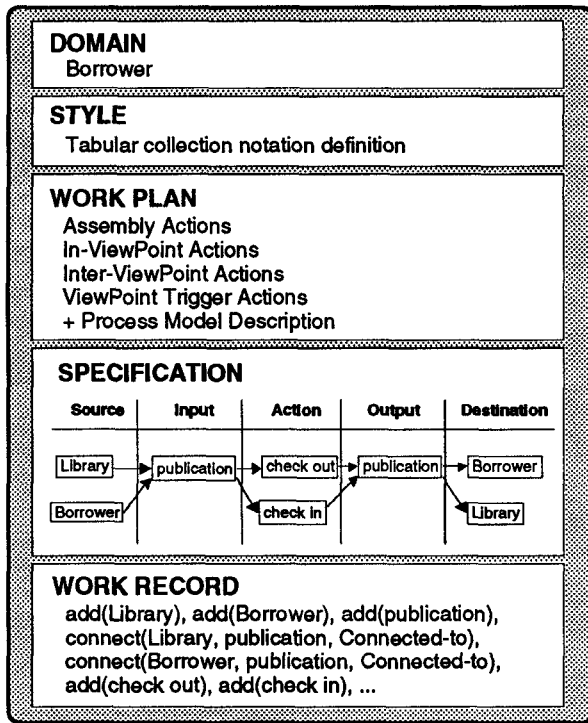 DOMAIN
Borrower
STYLE
Tabular collection notation definition
WORK PLAN
Assembly Actions
In-ViewPoint Actions
Inter-ViewPoint Actions
ViewPoint Trigger Actions
+ Process Model Description
SPECIFICATION
Source Input Action Output Destination
Library publication check out publication Borrower
Borrower check in Library
WORK RECORD
add(Library), add(Borrower), add(publication),
connect(Library, publication, Connected-to),
connect(Borrower, publication, Connected-to),
add(check out), add(check in), ...